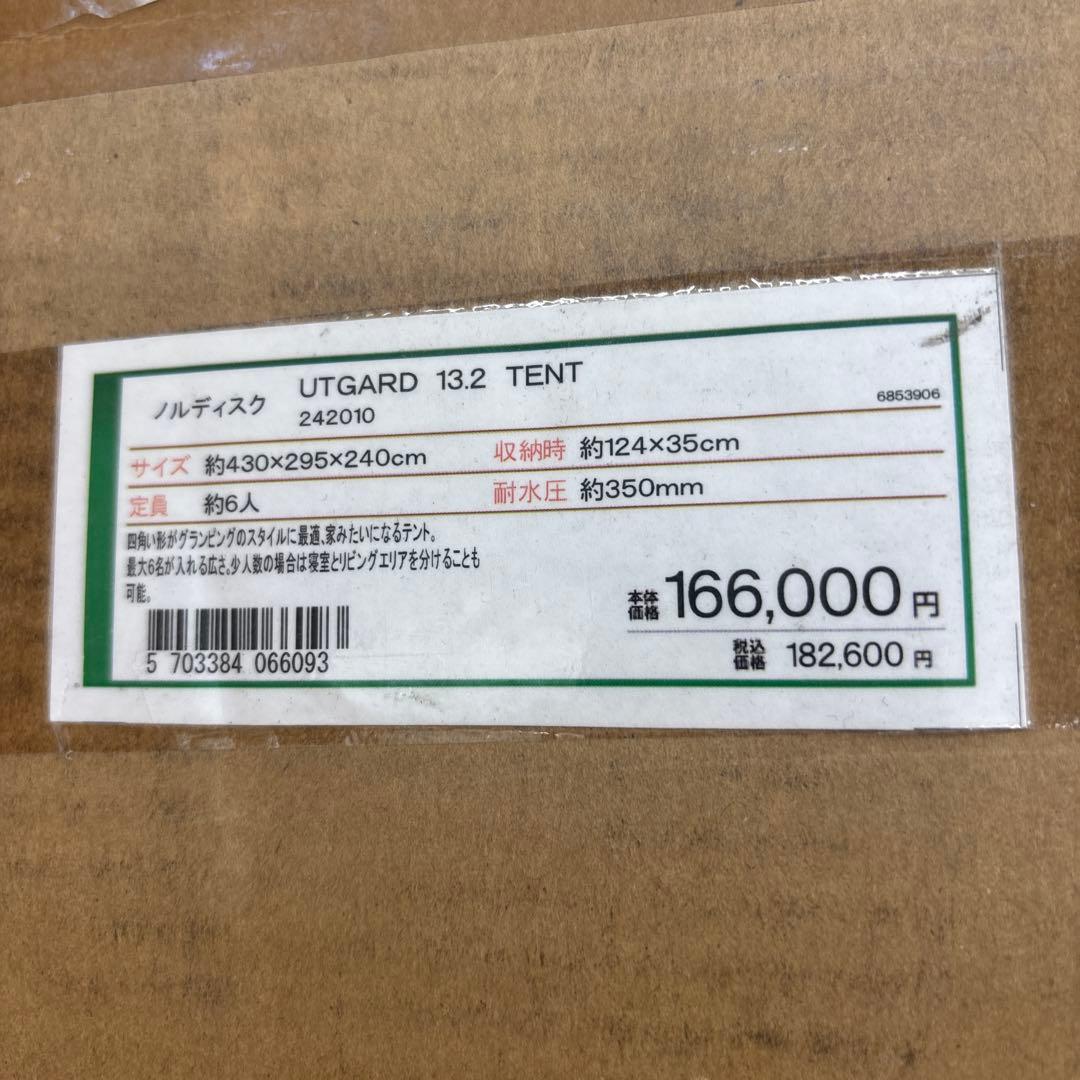 ノルディスク UTGARD 13.2 TENT
242010 6853906
サイズ 約430×295×240cm 収納時 約124×35cm
定員 約6人 耐水圧 約350mm
四角い形がグランピングのスタイルに最適、家みたいになるテント。
最大6名が入れる広さ。少人数の場合は寝室とリビングエリアを分けることも
可能。
本体価格 166,000 円
税込価格 182,600 円
5 703384 066093